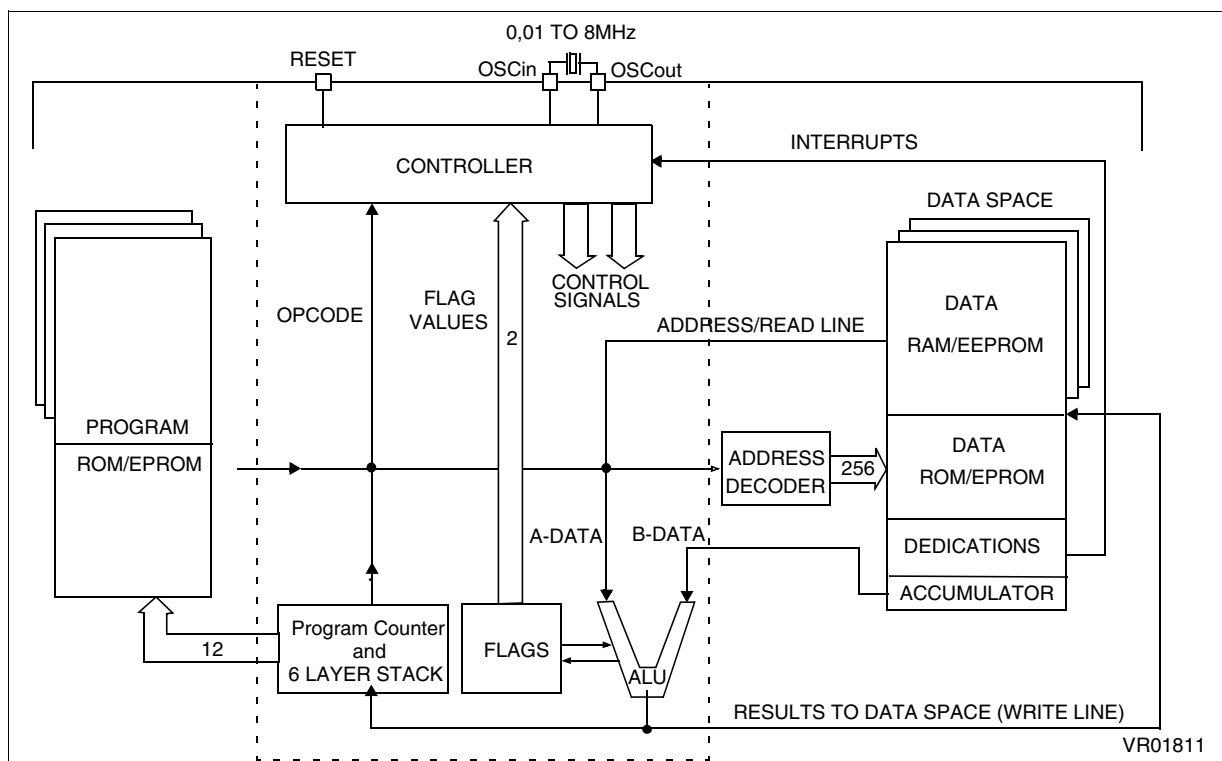 0,01 TO 8MHz
RESET
OSCin
OSCout
INTERRUPTS
CONTROLLER
DATA SPACE
CONTROL
SIGNALS
FLAG
VALUES
OPCODE
2
DATA
RAM/EEPROM
ADDRESS/READ LINE
PROGRAM
ROM/EPROM
ADDRESS
DECODER
256
DATA
ROM/EPROM
A-DATA
B-DATA
DEDICATIONS
ACCUMULATOR
12
Program Counter
and
6 LAYER STACK
FLAGS
ALU
RESULTS TO DATA SPACE (WRITE LINE)
VR01811